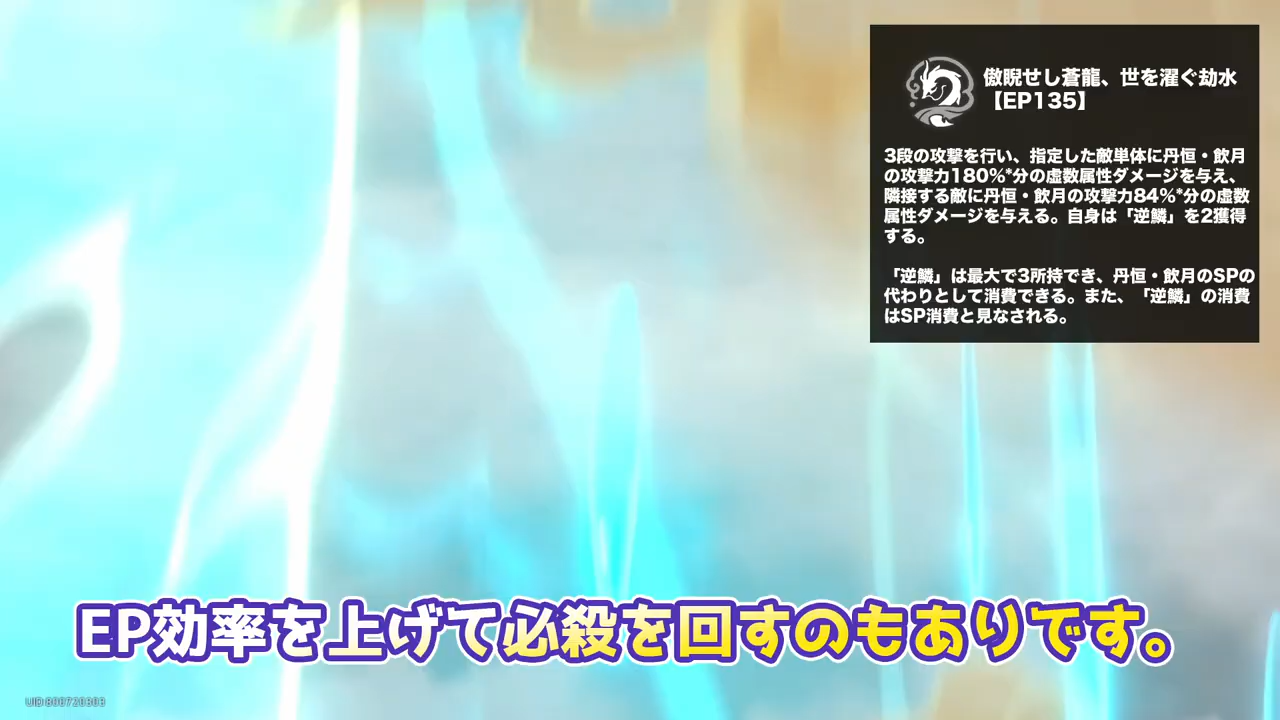 傲睨せし蒼龍、世を濯ぐ劫水
【EP135】
3段の攻撃を行い、指定した敵単体に丹恒・飲月
の攻撃力180%*分の虚数属性ダメージを与え、
隣接する敵に丹恒・飲月の攻撃力84%*分の虚数
属性ダメージを与える。自身は「逆鱗」を2獲得
する。
「逆鱗」は最大で3所持でき、丹恒・飲月のSPの
代わりとして消費できる。また、「逆鱗」の消費
はSP消費と見なされる。
EP効率を上げて必殺を回すのもありです。